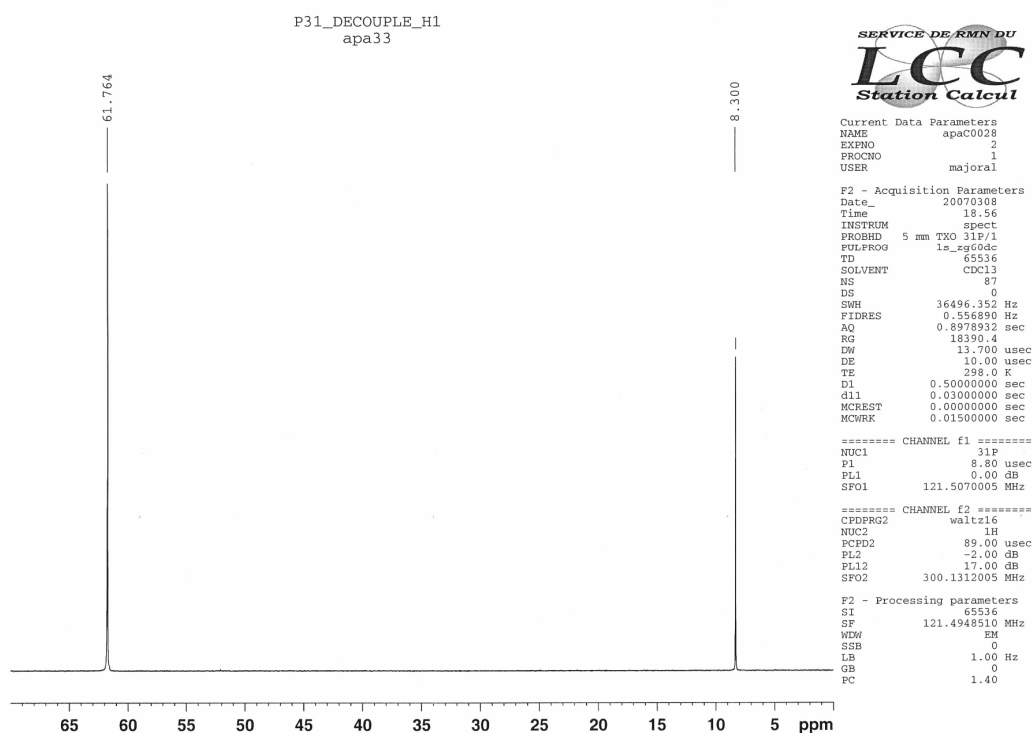 P31_DECOUPLE_H1
apa33
61.764
8.300
65 60 55 50 45 40 35 30 25 20 15 10 5 ppm
SERVICE DE RMN DU
LCC
Station Calcul
Current Data Parameters
NAME apaC0028
EXPNO 2
PROCNO 1
USER majoral
F2 - Acquisition Parameters
Date_ 20070308
Time 18.56
INSTRUM spect
PROBHD 5 mm TXO 31P/1
PULPROG ls_zg60dc
TD 65536
SOLVENT CDCl3
NS 87
DS 0
SWH 36496.352 Hz
FIDRES 0.556890 Hz
AQ 0.8978932 sec
RG 18390.4
DW 13.700 usec
DE 10.00 usec
TE 298.0 K
D1 0.50000000 sec
d11 0.03000000 sec
MCREST 0.00000000 sec
MCWRK 0.01500000 sec
======== CHANNEL f1 ========
NUC1 31P
P1 8.80 usec
PL1 0.00 dB
SFO1 121.5070005 MHz
======== CHANNEL f2 ========
CPDPRG2 waltz16
NUC2 1H
PCPD2 89.00 usec
PL2 -2.00 dB
PL12 17.00 dB
SFO2 300.1312005 MHz
F2 - Processing parameters
SI 65536
SF 121.4948510 MHz
WDW EM
SSB 0
LB 1.00 Hz
GB 0
PC 1.40